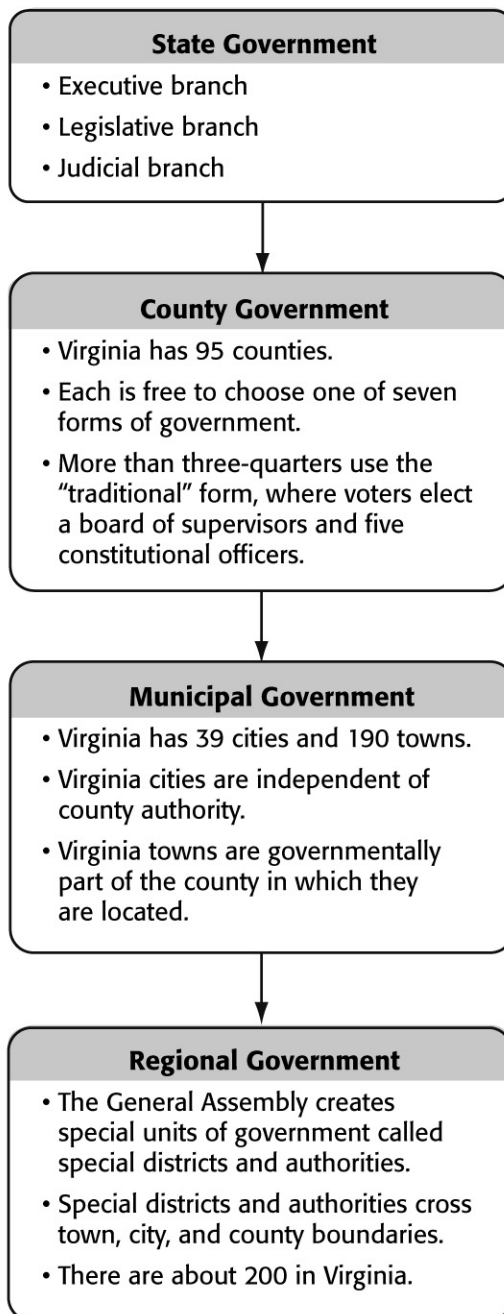 State Government
• Executive branch
• Legislative branch
• Judicial branch
County Government
• Virginia has 95 counties.
• Each is free to choose one of seven
forms of government.
• More than three-quarters use the
“traditional” form, where voters elect
a board of supervisors and five
constitutional officers.
Municipal Government
• Virginia has 39 cities and 190 towns.
• Virginia cities are independent of
county authority.
• Virginia towns are governmentally
part of the county in which they
are located.
Regional Government
• The General Assembly creates
special units of government called
special districts and authorities.
• Special districts and authorities cross
town, city, and county boundaries.
• There are about 200 in Virginia.